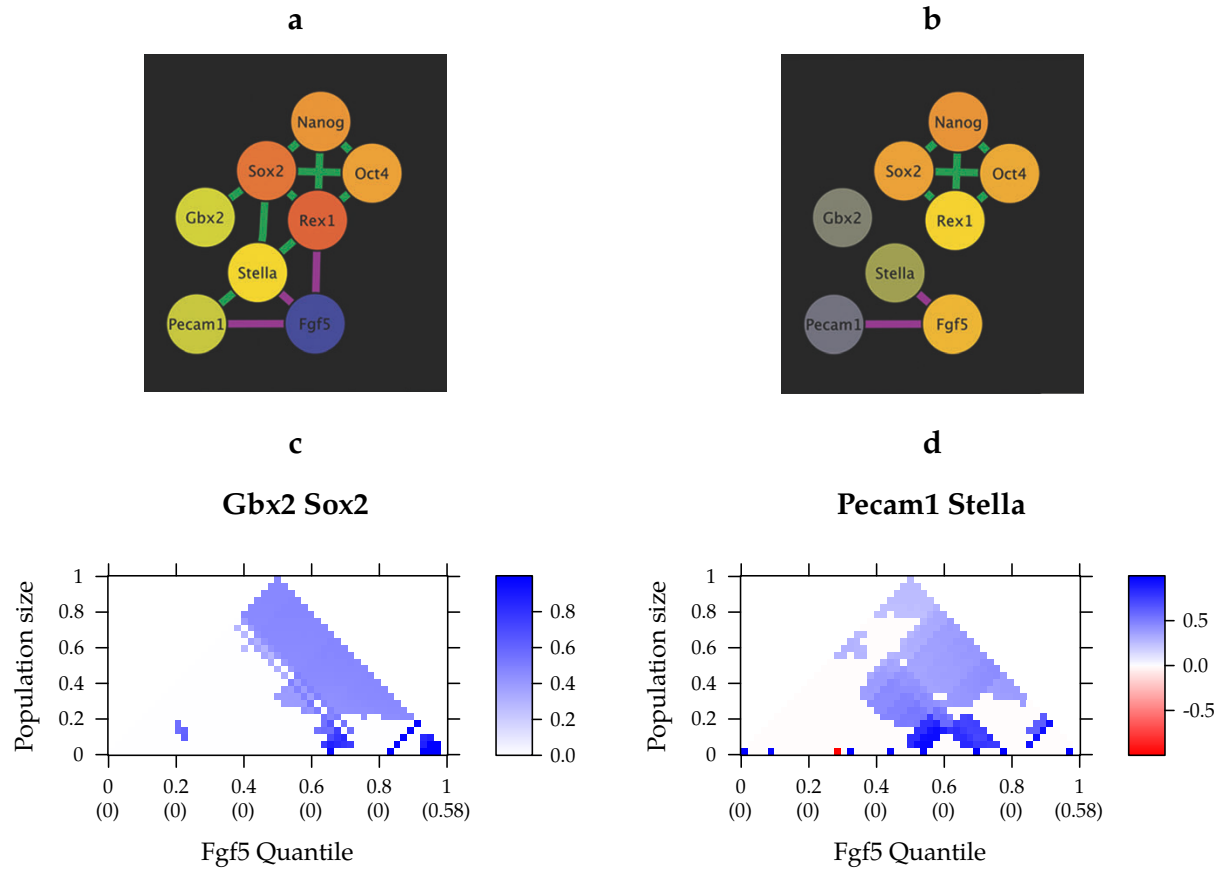 a
b
Nanog
Sox2
Oct4
Gbx2
Rex1
Stella
Pecam1
Fgf5
Nanog
Sox2
Oct4
Gbx2
Rex1
Stella
Pecam1
Fgf5
c
d
Gbx2 Sox2
Population size
1
0.8
0.6
0.4
0.2
0
0 0.2 0.4 0.6 0.8 1
(0) (0) (0) (0) (0) (0.58)
Fgf5 Quantile
0.8
0.6
0.4
0.2
0.0
Pecam1 Stella
Population size
1
0.8
0.6
0.4
0.2
0
0 0.2 0.4 0.6 0.8 1
(0) (0) (0) (0) (0) (0.58)
Fgf5 Quantile
0.5
0.0
-0.5